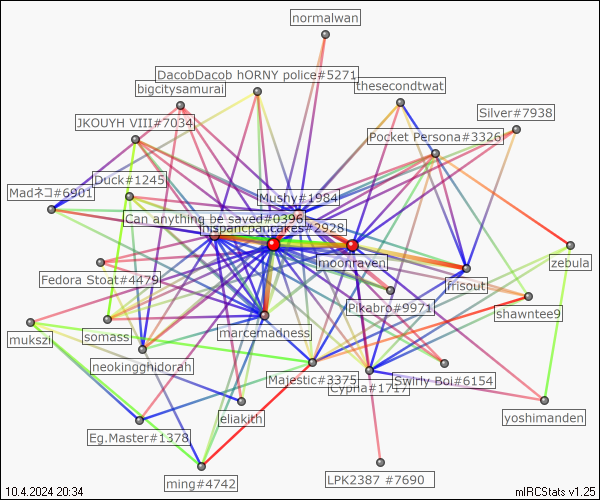 normalwan
DacobDacob hORNY police#5271
thesecondtwat
bigcitysamurai
Silver#7938
JKOUYH VIII#7034
Pocket Persona#3326
Duck#1245
Madネコ#6901
Mushy#1984
Can anything be saved#0396
hispancpancakes#2928
moonraven
zebula
Fedora Stoat#4479
frisout
Pikabro#9971
shawntee9
marcemadness
somass
mukszi
neokingghidorah
Majestic#3375
Swirly Boi#6154
Cypha#1717
eliakith
yoshimanden
Eg.Master#1378
ming#4742
LPK2387 #7690
10.4.2024 20:34
mIRCStats v1.25